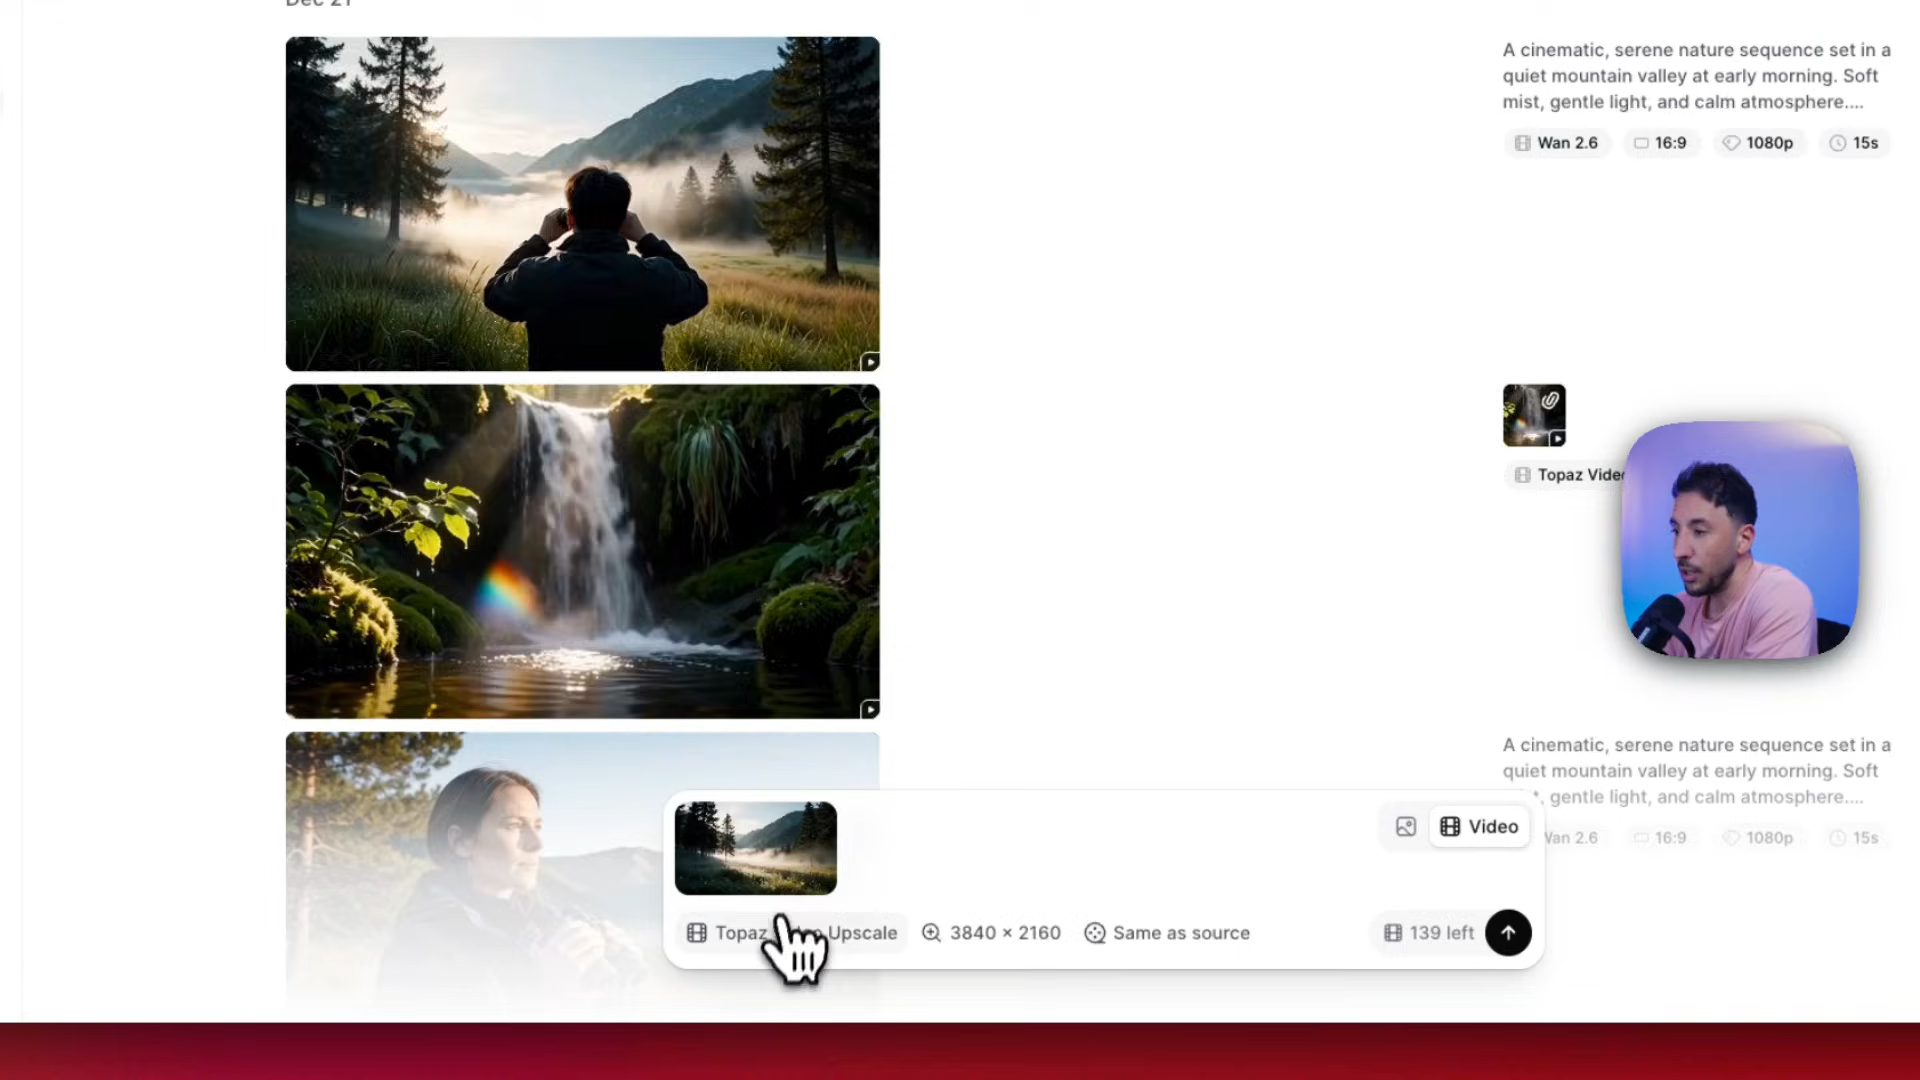 Dec 21
A cinematic, serene nature sequence set in a
quiet mountain valley at early morning. Soft
mist, gentle light, and calm atmosphere....
Wan 2.6
16:9
1080p
15s
Topaz
A cinematic, serene nature sequence set in a
quiet mountain valley at early morning. Soft
gentle light, and calm atmosphere....
Wan 2.6
16:9
1080p
15s
Video
Topaz Upscale
3840 × 2160
Same as source
139 left